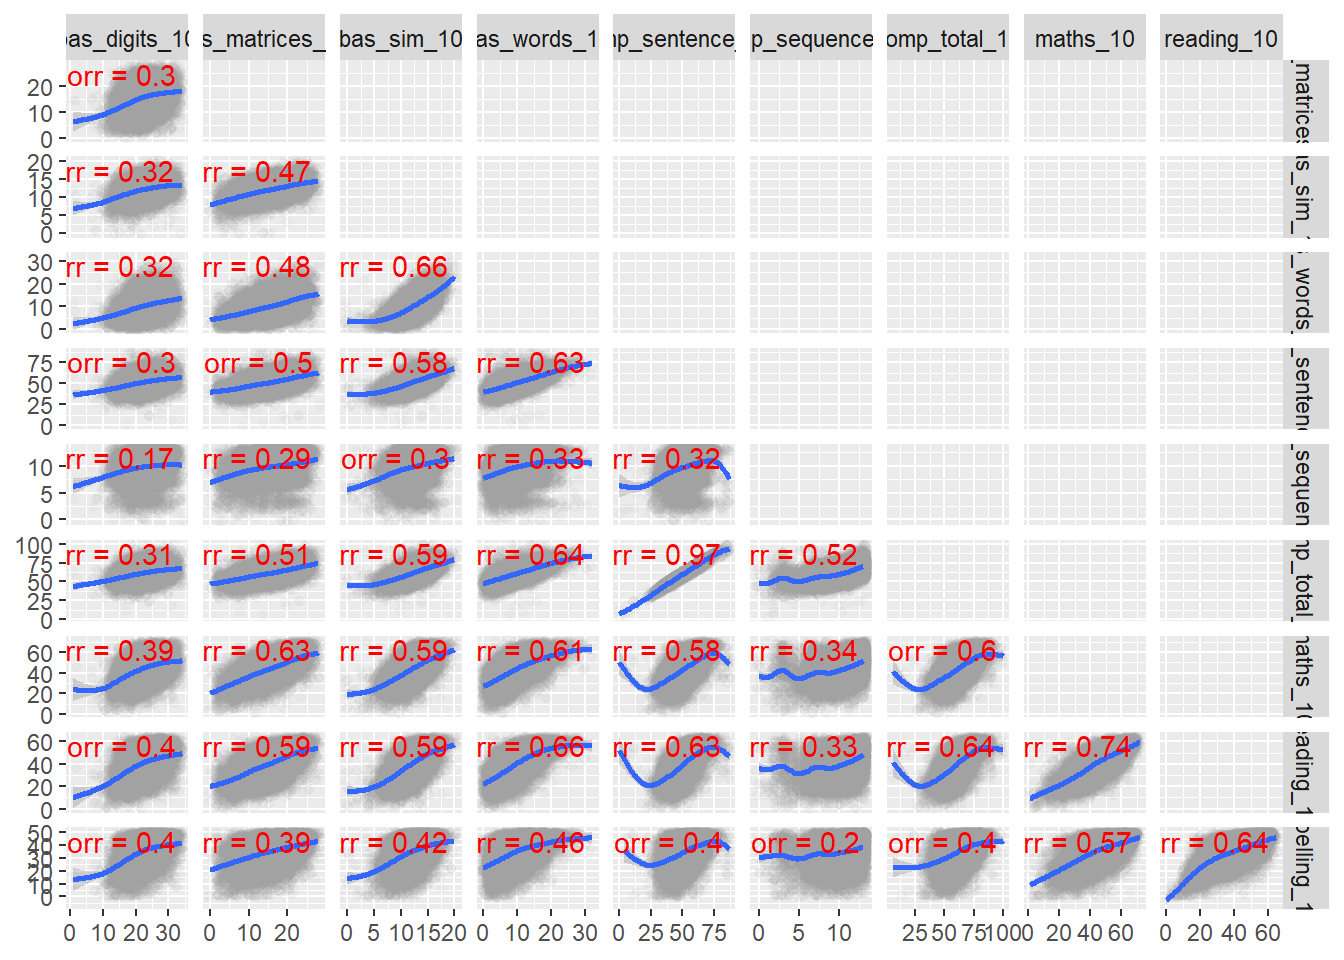 bas_digits_10 s_matrices_ bas_sim_10 as_words_1 mp_sentence_ p_sequence omp_total_1 maths_10 reading_10
orr = 0.3
20
10
0
_matrices
rr = 0.32 rr = 0.47
20
15
10
5
0
s_sim_
rr = 0.32 rr = 0.48 rr = 0.66
30
20
10
0
s_words_
orr = 0.3 orr = 0.5 rr = 0.58 rr = 0.63
75
50
25
0
_sentenc
rr = 0.17 rr = 0.29 orr = 0.3 rr = 0.33 rr = 0.32
10
5
0
_sequen
rr = 0.31 rr = 0.51 rr = 0.59 rr = 0.64 rr = 0.97 rr = 0.52
100
75
50
25
0
mp_total_
rr = 0.39 rr = 0.63 rr = 0.59 rr = 0.61 rr = 0.58 rr = 0.34 orr = 0.6
60
40
20
0
maths_10
orr = 0.4 rr = 0.59 rr = 0.59 rr = 0.66 rr = 0.63 rr = 0.33 rr = 0.64 rr = 0.74
60
40
20
0
ading_1
orr = 0.4 rr = 0.39 rr = 0.42 rr = 0.46 orr = 0.4 orr = 0.2 orr = 0.4 rr = 0.57 rr = 0.64
50
40
30
20
10
0
pelling_1
0 10 20 30 0 10 20 0 5 10 15 20 0 10 20 30 0 25 50 75 0 5 10 25 50 75 100 0 20 40 60 0 20 40 60